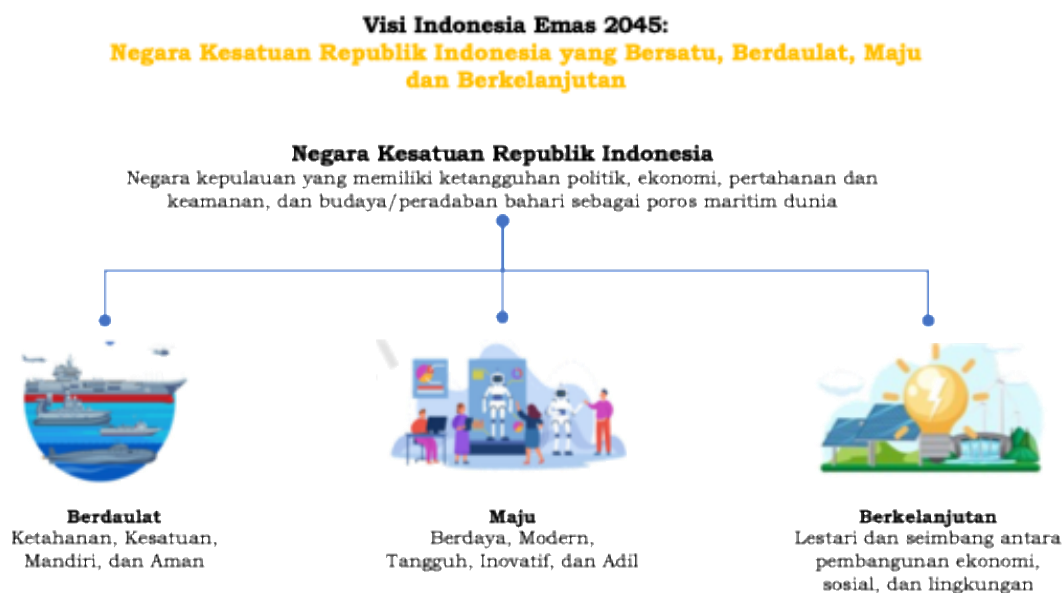 Visi Indonesia Emas 2045:
Negara Kesatuan Republik Indonesia yang Bersatu, Berdaulat, Maju
dan Berkelanjutan
Negara Kesatuan Republik Indonesia
Negara kepulauan yang memiliki ketangguhan politik, ekonomi, pertahanan dan
keamanan, dan budaya/peradaban bahari sebagai poros maritim dunia
Berdaulat
Ketahanan, Kesatuan,
Mandiri, dan Aman
Maju
Berdaya, Modern,
Tangguh, Inovatif, dan Adil
Berkelanjutan
Lestari dan seimbang antara
pembangunan ekonomi,
sosial, dan lingkungan